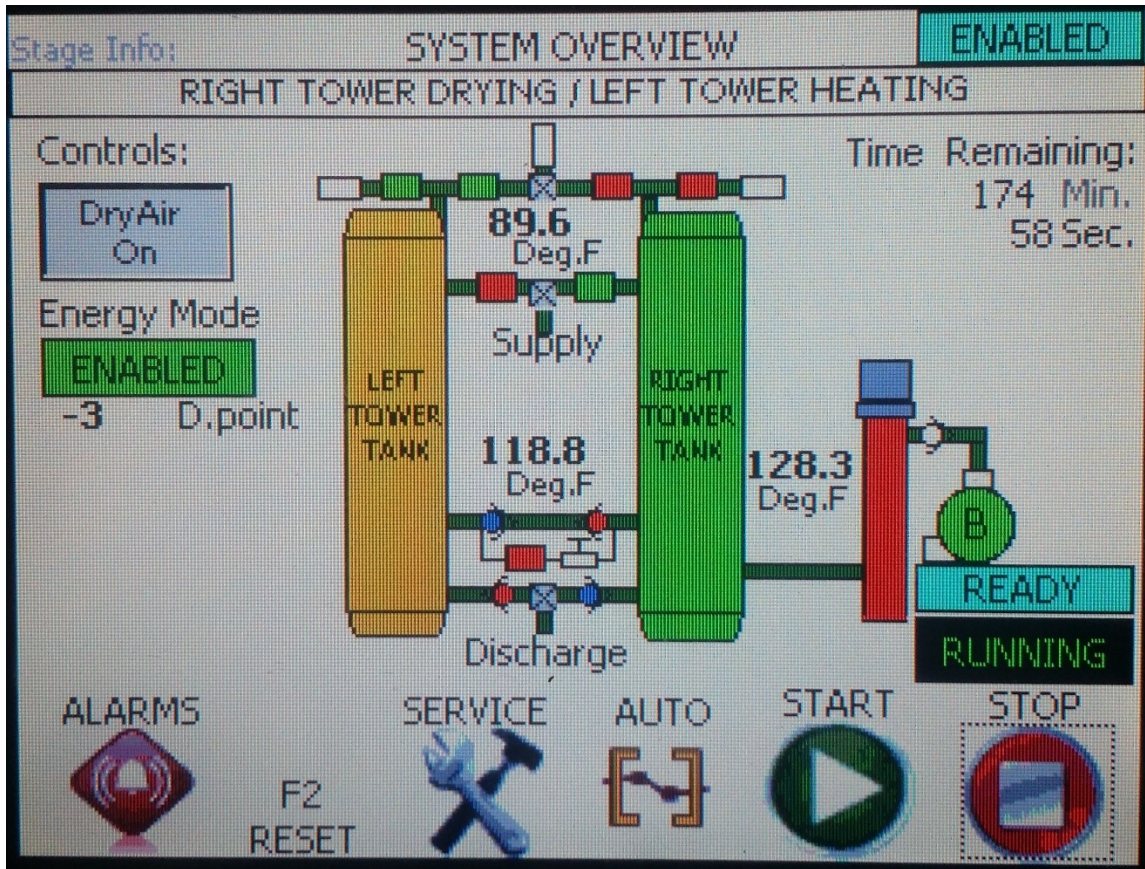 Stage Info:
SYSTEM OVERVIEW
ENABLED
RIGHT TOWER DRYING / LEFT TOWER HEATING
Controls:
DryAir
On
Energy Mode
ENABLED
-3 D.point
89.6
Deg.F
Supply
LEFT
TOWER
TANK
RIGHT
TOWER
TANK
118.8
Deg.F
Discharge
Time Remaining:
174 Min.
58 Sec.
128.3
Deg.F
B
READY
RUNNING
ALARMS
F2
RESET
SERVICE
AUTO
START
STOP